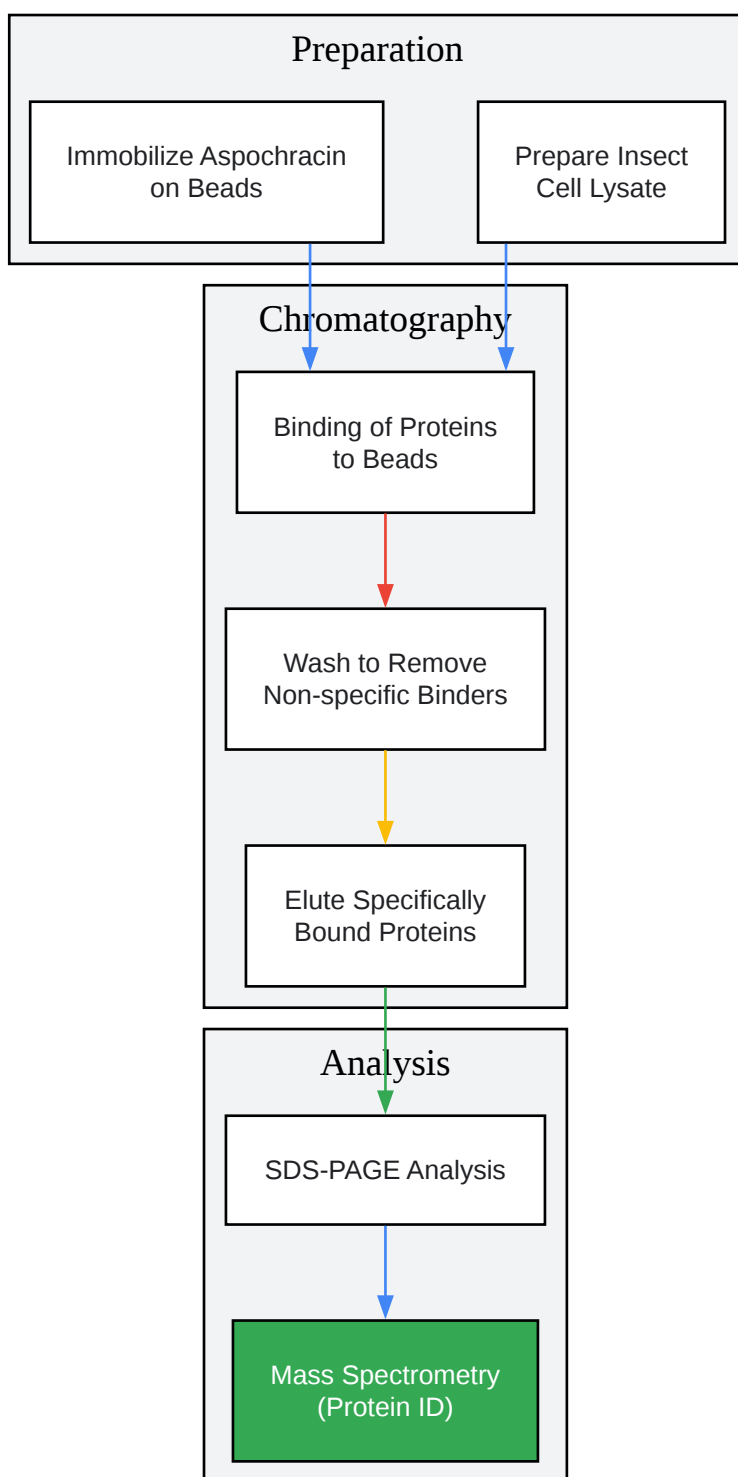 Preparation
Immobilize Aspochracin
on Beads
Prepare Insect
Cell Lysate
Chromatography
Binding of Proteins
to Beads
Wash to Remove
Non-specific Binders
Elute Specifically
Bound Proteins
Analysis
SDS-PAGE Analysis
Mass Spectrometry
(Protein ID)